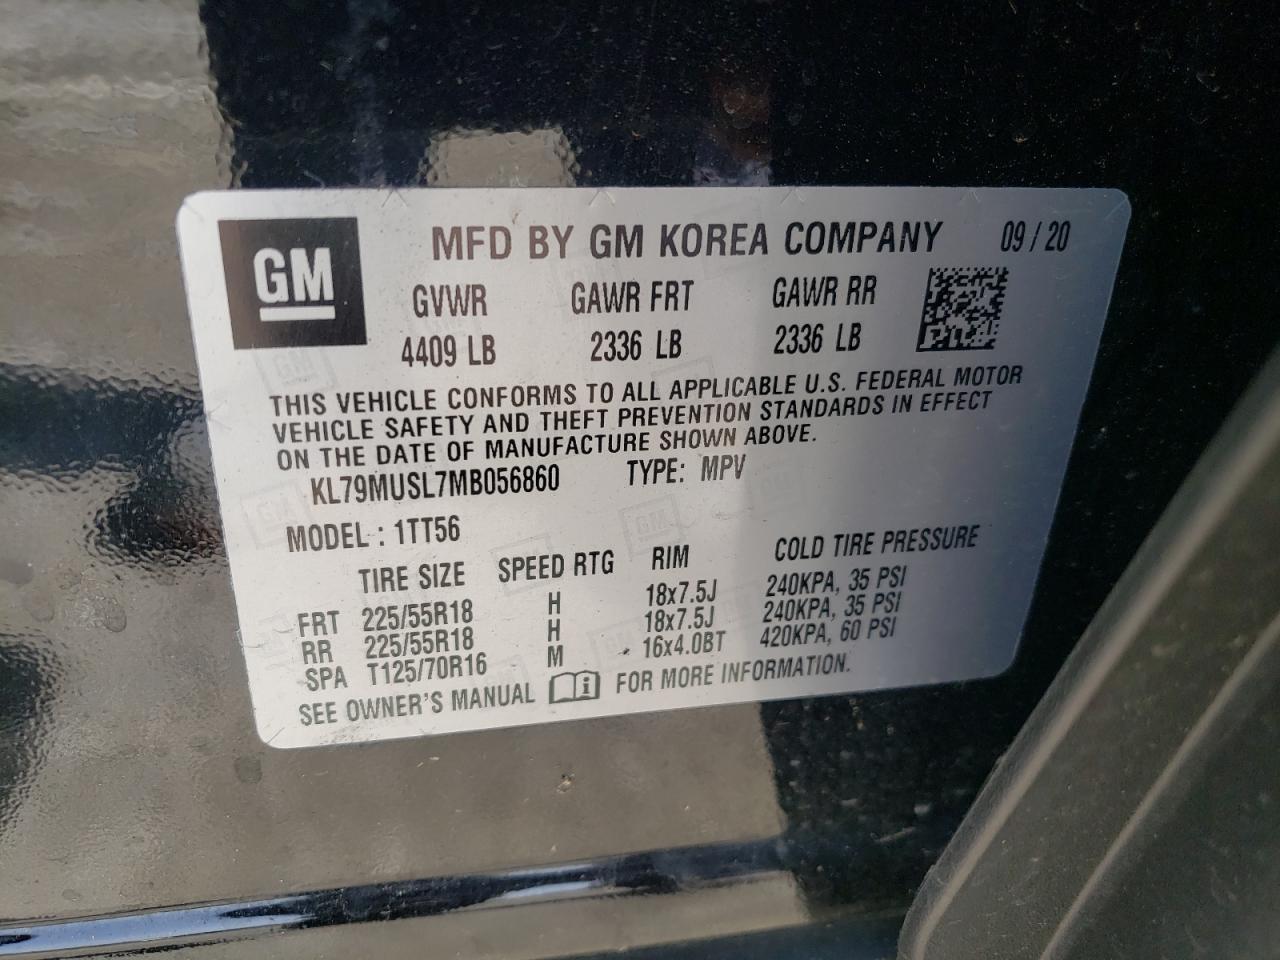 GM
MFD BY GM KOREA COMPANY 09/20
GVWR GAWR FRT GAWR RR
4409 LB 2336 LB 2336 LB
THIS VEHICLE CONFORMS TO ALL APPLICABLE U.S. FEDERAL MOTOR
VEHICLE SAFETY AND THEFT PREVENTION STANDARDS IN EFFECT
ON THE DATE OF MANUFACTURE SHOWN ABOVE.
KL79MUSL7MB056860 TYPE: MPV
MODEL : 1TT56
TIRE SIZE SPEED RTG RIM COLD TIRE PRESSURE
FRT 225/55R18 H 18x7.5J 240KPA, 35 PSI
RR 225/55R18 H 18x7.5J 240KPA, 35 PSI
SPA T125/70R16 M 16x4.0BT 420KPA, 60 PSI
SEE OWNER'S MANUAL i FOR MORE INFORMATION.